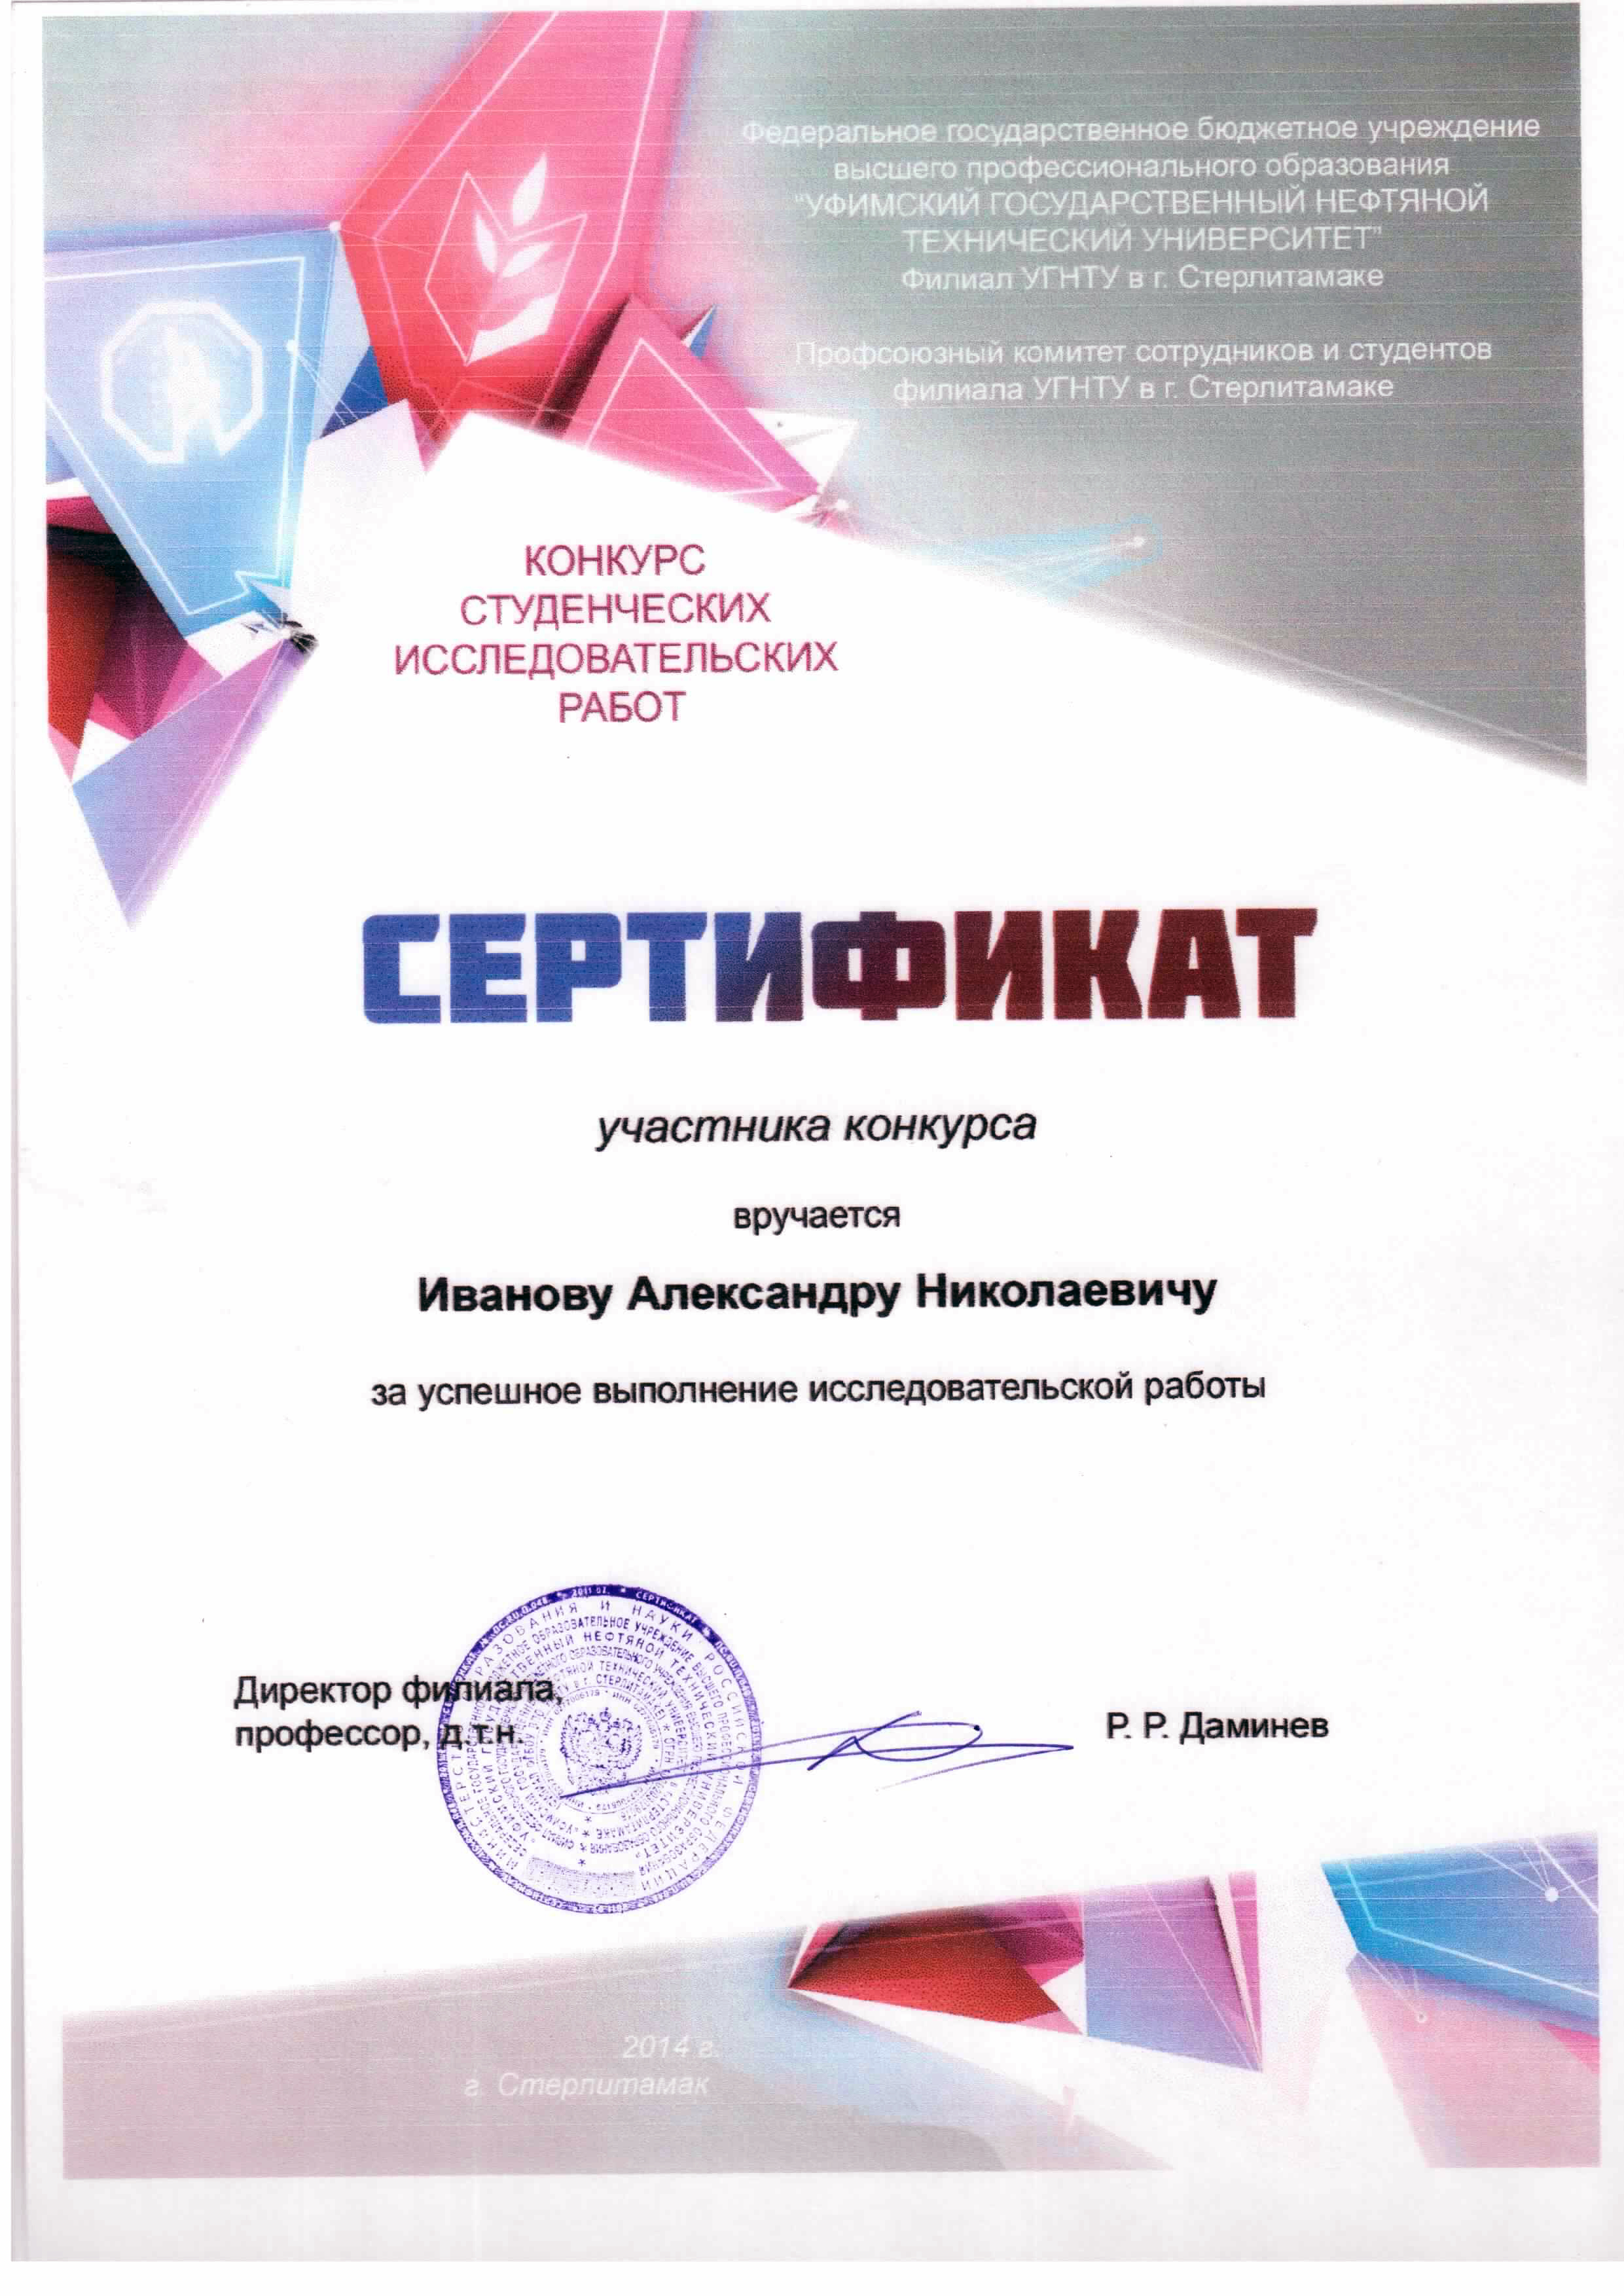 Федеральное государственное бюджетное учреждение
высшего профессионального образования
"УФИМСКИЙ ГОСУДАРСТВЕННЫЙ НЕФТЯНОЙ
ТЕХНИЧЕСКИЙ УНИВЕРСИТЕТ"
Филиал УГНТУ в г. Стерлитамаке
Профсоюзный комитет сотрудников и студентов
филиала УГНТУ в г. Стерлитамаке
КОНКУРС
СТУДЕНЧЕСКИХ
ИССЛЕДОВАТЕЛЬСКИХ
РАБОТ
СЕРТИФИКАТ
участника конкурса
вручается
Иванову Александру Николаевичу
за успешное выполнение исследовательской работы
Директор филиала,
профессор, д.т.н.
Р. Р. Даминев
2014 г.
г. Стерлитамак